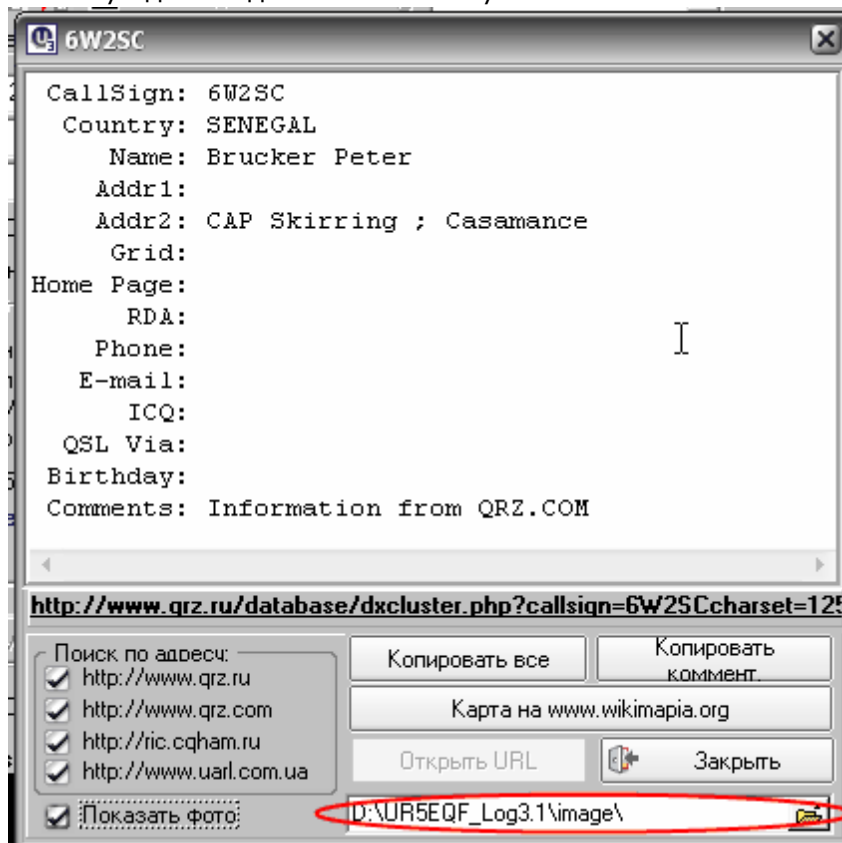 6W2SC
CallSign: 6W2SC
Country: SENEGAL
Name: Brucker Peter
Addr1:
Addr2: CAP Skirring ; Casamance
Grid:
Home Page:
RDA:
Phone:
E-mail:
ICQ:
QSL Via:
Birthday:
Comments: Information from QRZ.COM
http://www.qrz.ru/database/dxcluster.php?callsign=6W2SCcharset=125
Поиск по адресу:
http://www.qrz.ru
http://www.qrz.com
http://ric.cqham.ru
http://www.uarl.com.ua
Показать фото
Копировать все
Копировать
коммент.
Карта на www.wikimapia.org
Открыть URL
Закрыть
D:\UR5EQF_Log3.1\image\